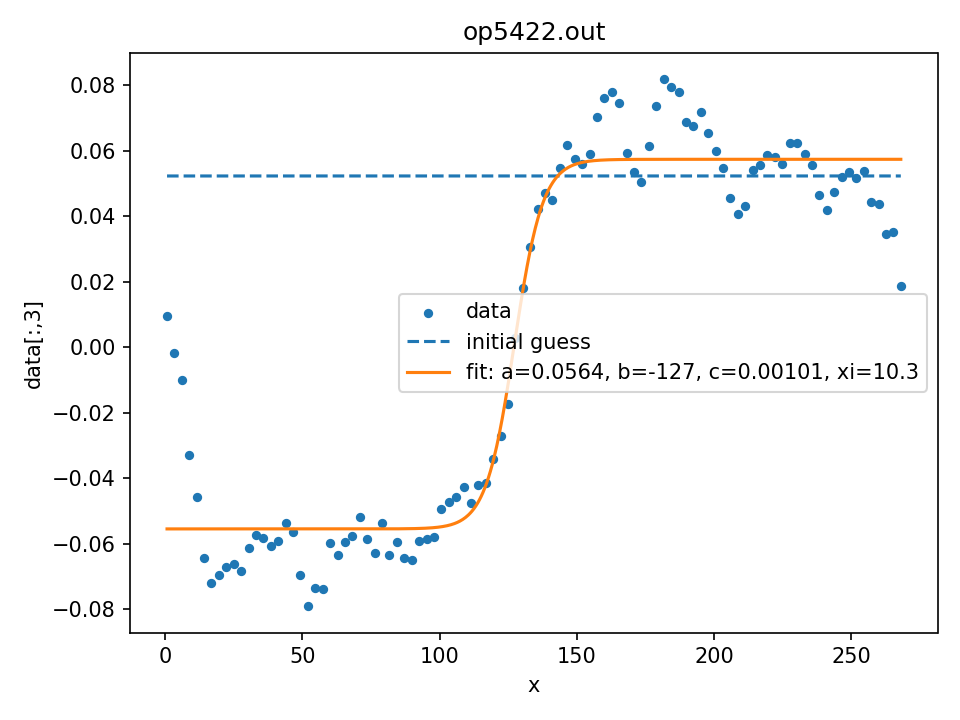 op5422.out
data[:,3]
0.08
0.06
0.04
0.02
0.00
−0.02
−0.04
−0.06
−0.08
data
initial guess
fit: a=0.0564, b=-127, c=0.00101, xi=10.3
0 50 100 150 200 250
x